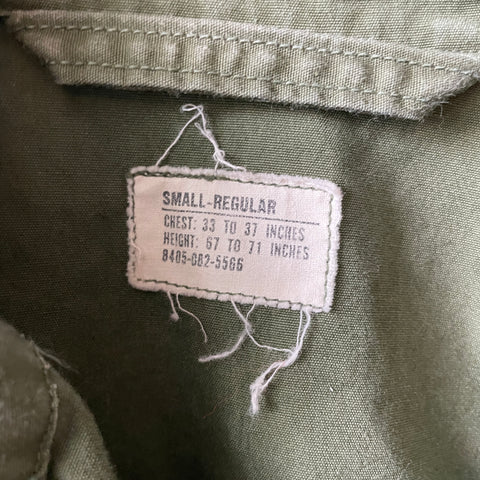 SMALL-REGULAR
CHEST: 33 TO 37 INCHES
HEIGHT: 67 TO 71 INCHES
8405-082-5566